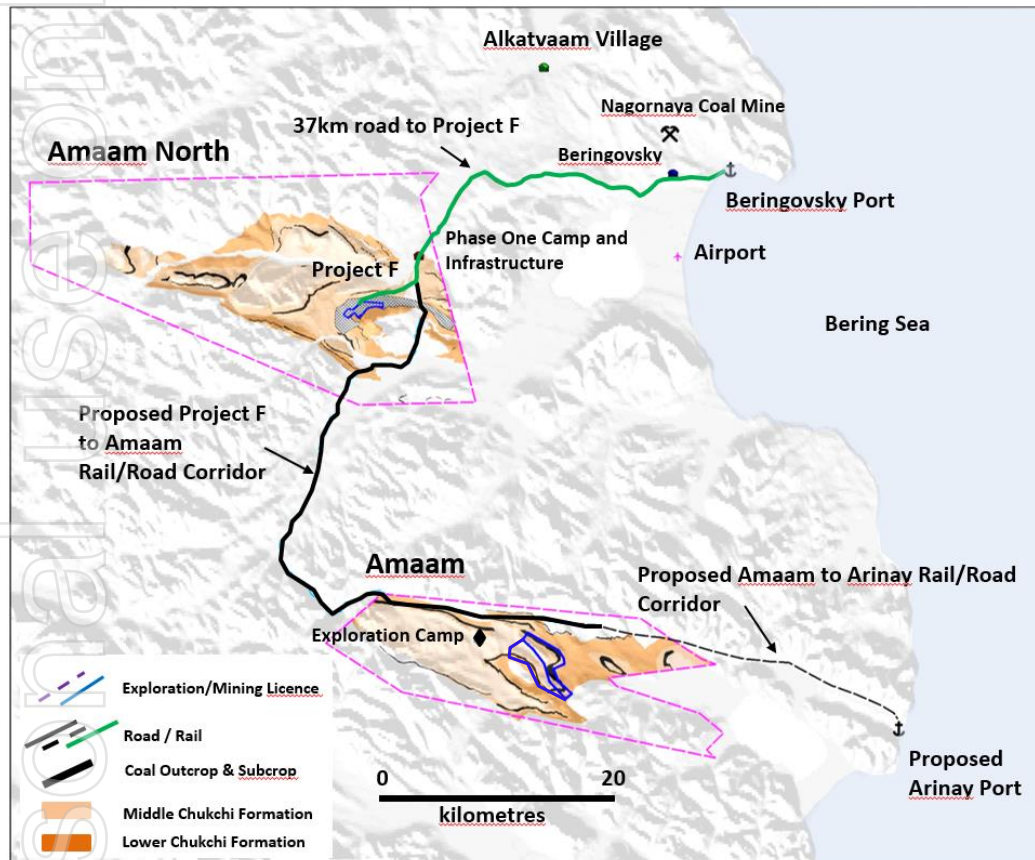 Alkatvaam Village
Nagornaya Coal Mine
37km road to Project F
Amaam North
Beringovsky
Beringovsky Port
Phase One Camp and
Infrastructure
Airport
Project F
Bering Sea
Proposed Project F
to Amaam
Rail/Road Corridor
Amaam
Proposed Amaam to Arinay Rail/Road
Corridor
Exploration Camp
Exploration/Mining Licence
Road / Rail
Coal Outcrop & Subcrop
Middle Chukchi Formation
Lower Chukchi Formation
0 20
kilometres
Proposed
Arinay Port